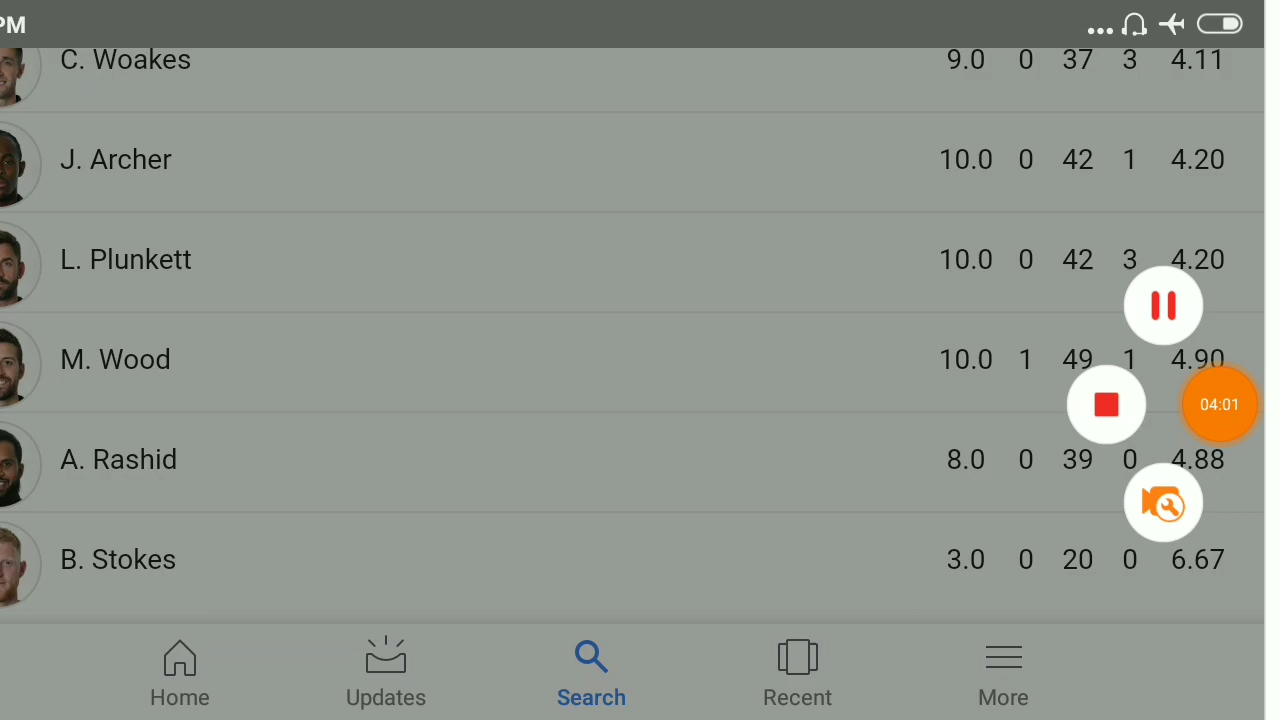 PM
C. Woakes 9.0 0 37 3 4.11
J. Archer 10.0 0 42 1 4.20
L. Plunkett 10.0 0 42 3 4.20
M. Wood 10.0 1 49 1 4.90
04:01
A. Rashid 8.0 0 39 0 4.88
B. Stokes 3.0 0 20 0 6.67
Home Updates Search Recent More